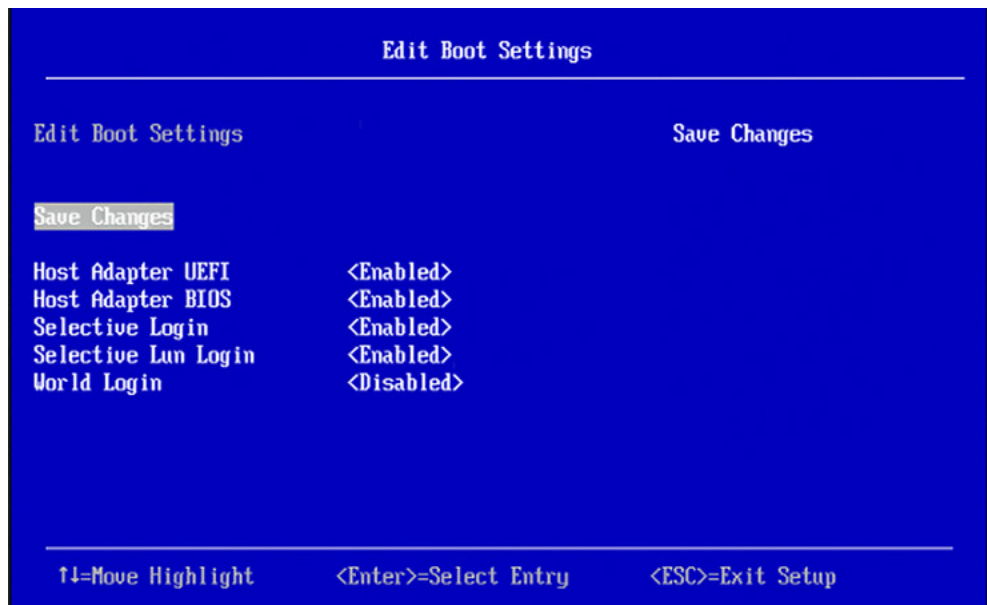 Edit Boot Settings
Edit Boot Settings
Save Changes
Save Changes
Host Adapter UEFI <Enabled>
Host Adapter BIOS <Enabled>
Selective Login <Enabled>
Selective Lun Login <Enabled>
World Login <Disabled>
↑↓=Move Highlight <Enter>=Select Entry <ESC>=Exit Setup